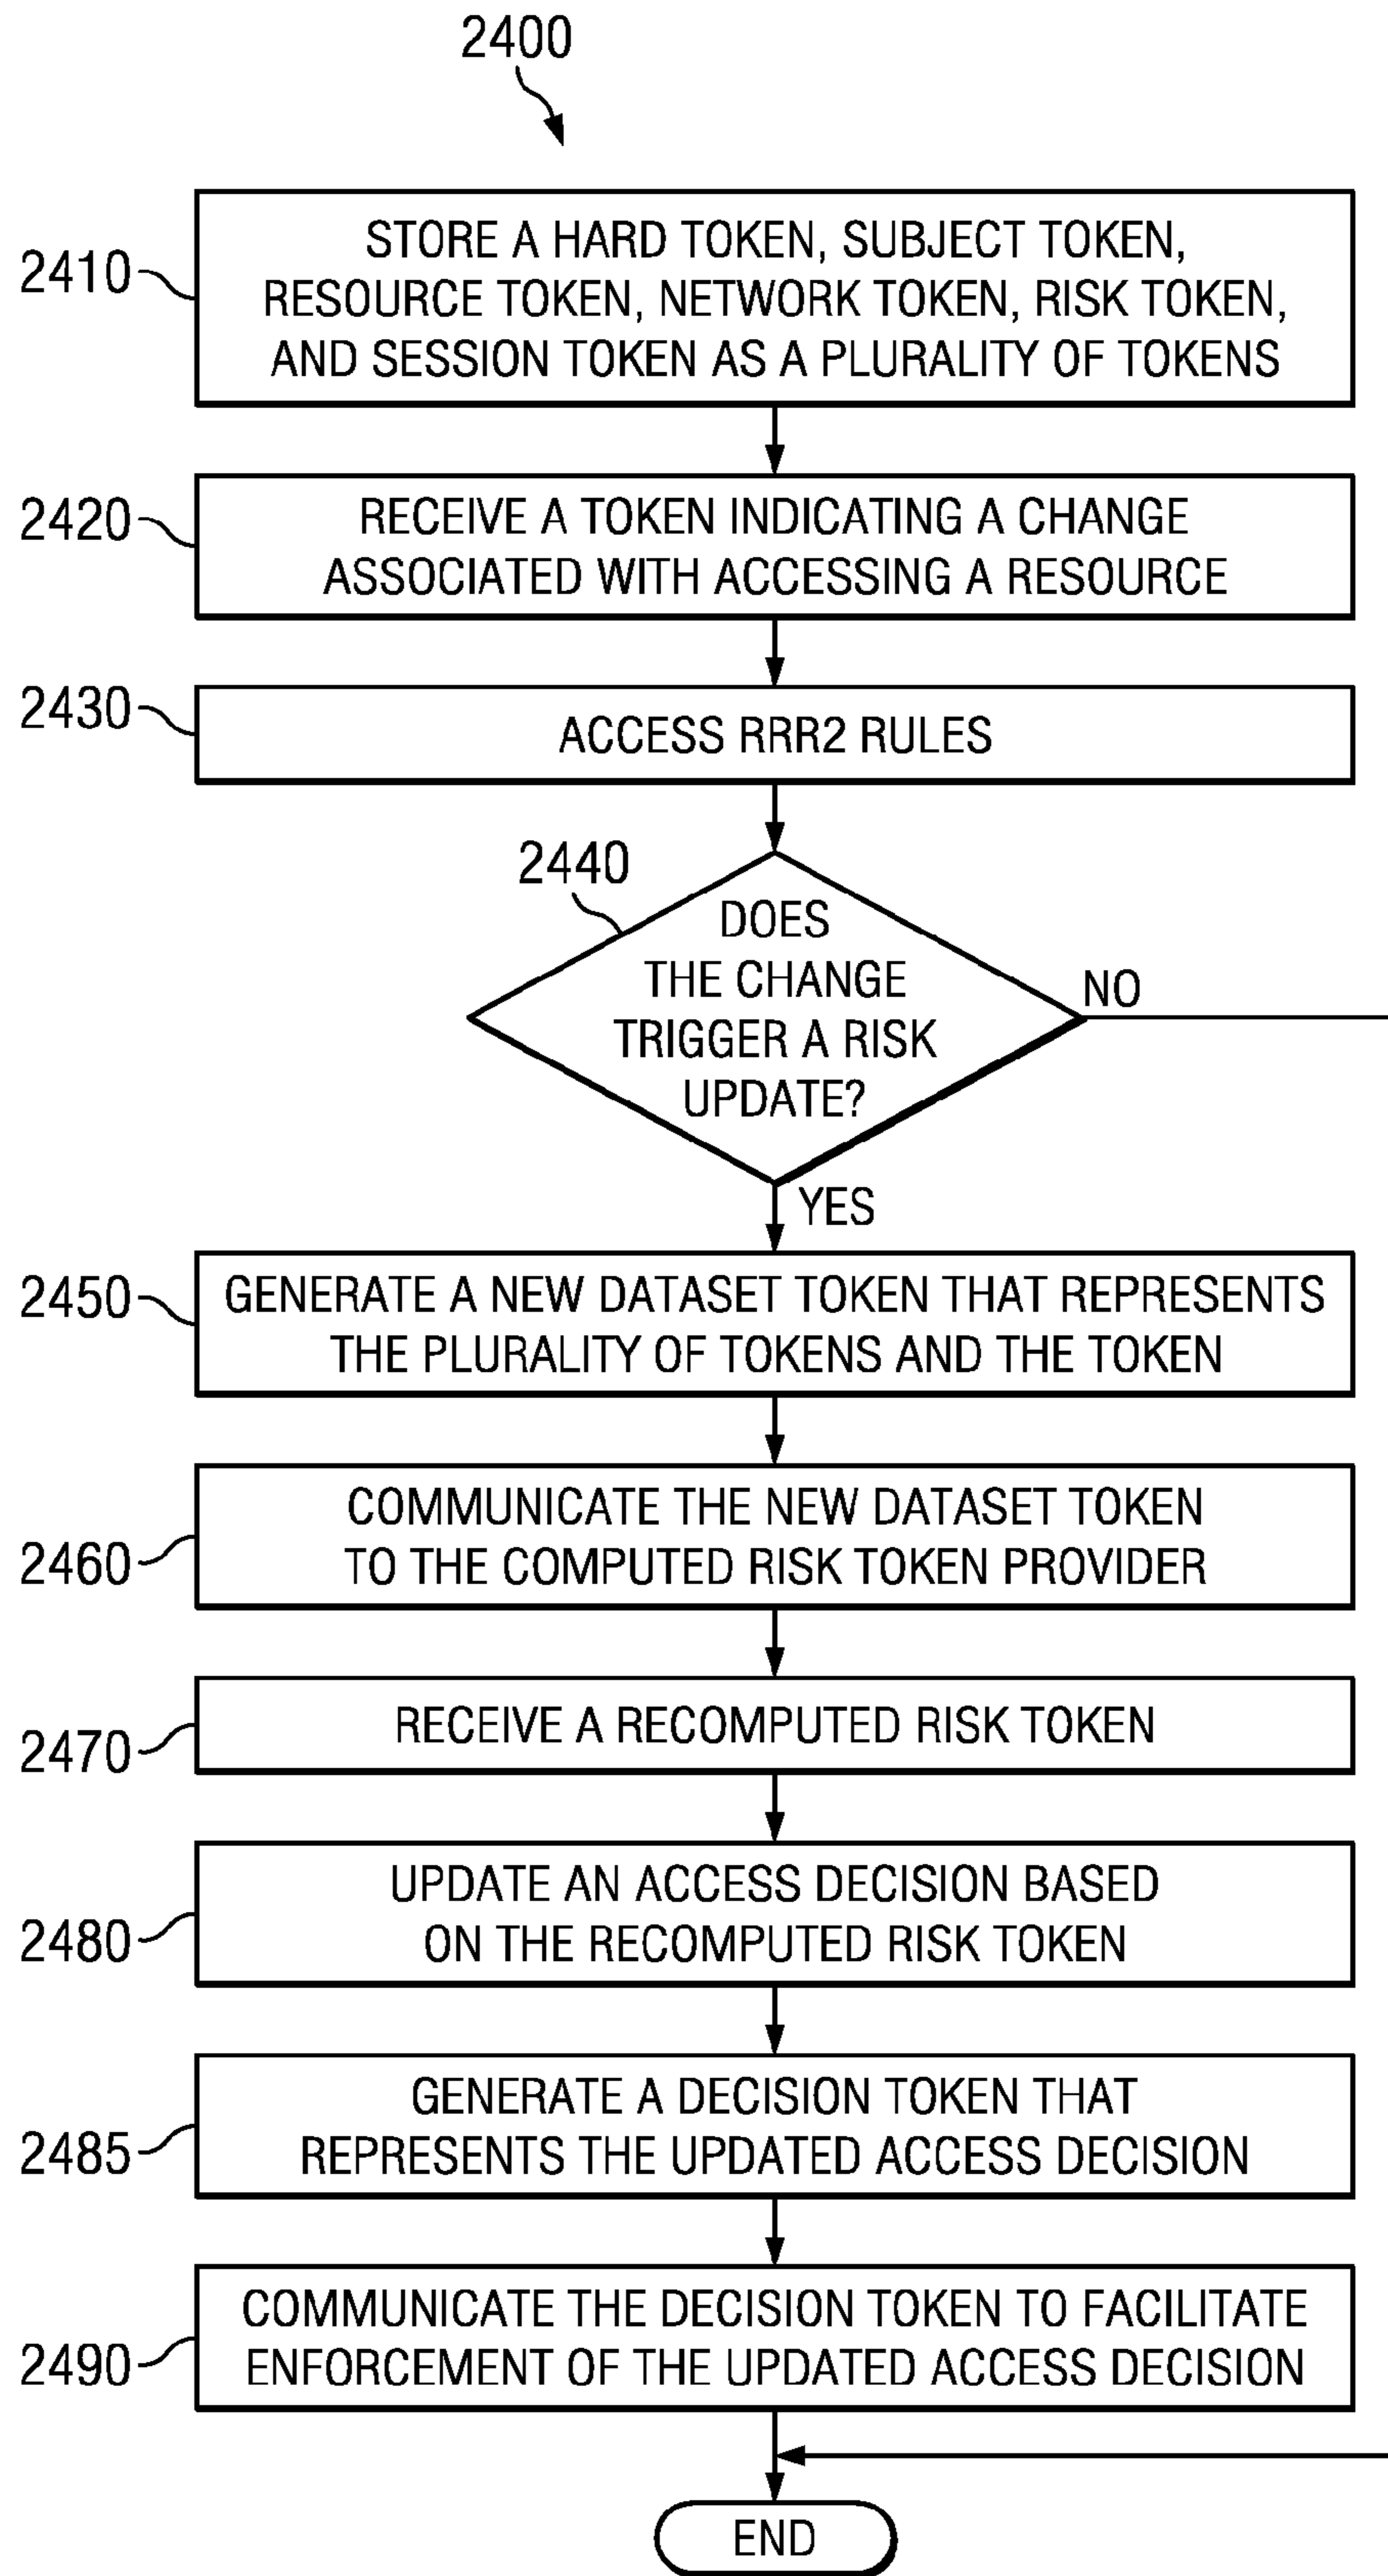 2400
2410
STORE A HARD TOKEN, SUBJECT TOKEN,
RESOURCE TOKEN, NETWORK TOKEN, RISK TOKEN,
AND SESSION TOKEN AS A PLURALITY OF TOKENS
2420
RECEIVE A TOKEN INDICATING A CHANGE
ASSOCIATED WITH ACCESSING A RESOURCE
2430
ACCESS RRR2 RULES
2440
DOES
THE CHANGE
TRIGGER A RISK
UPDATE?
NO
YES
2450
GENERATE A NEW DATASET TOKEN THAT REPRESENTS
THE PLURALITY OF TOKENS AND THE TOKEN
2460
COMMUNICATE THE NEW DATASET TOKEN
TO THE COMPUTED RISK TOKEN PROVIDER
2470
RECEIVE A RECOMPUTED RISK TOKEN
2480
UPDATE AN ACCESS DECISION BASED
ON THE RECOMPUTED RISK TOKEN
2485
GENERATE A DECISION TOKEN THAT
REPRESENTS THE UPDATED ACCESS DECISION
2490
COMMUNICATE THE DECISION TOKEN TO FACILITATE
ENFORCEMENT OF THE UPDATED ACCESS DECISION
END